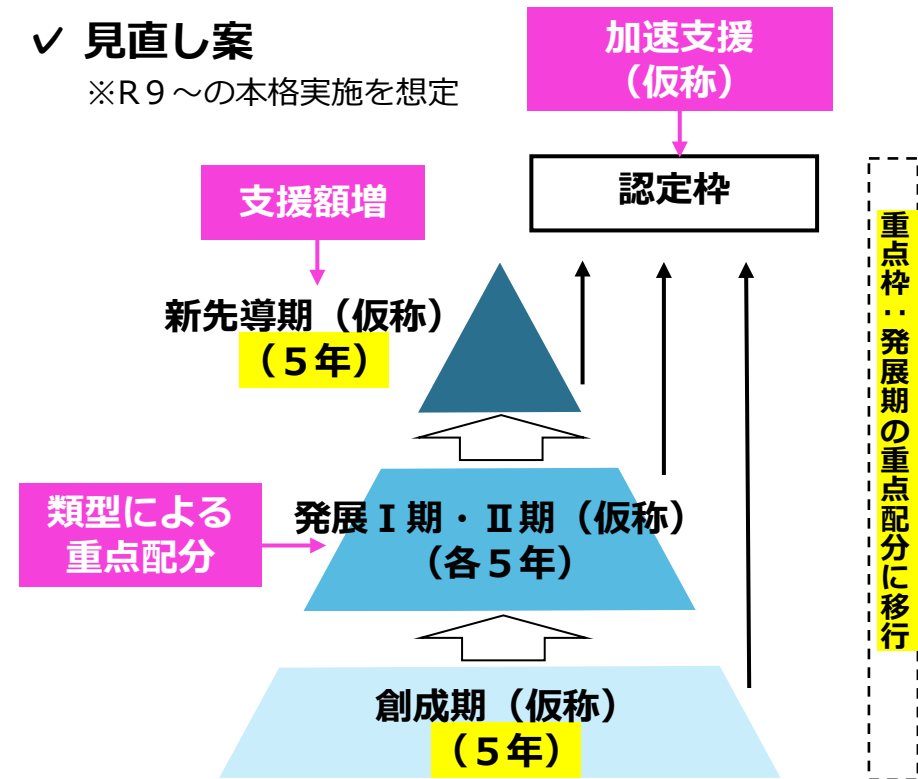 ✓ 見直し案
※R９～の本格実施を想定
加速支援
（仮称）
認定枠
支援額増
新先導期（仮称）
（５年）
類型による
重点配分
発展Ⅰ期・Ⅱ期（仮称）
（各５年）
創成期（仮称）
（５年）
重点枠：発展期の重点配分に移行